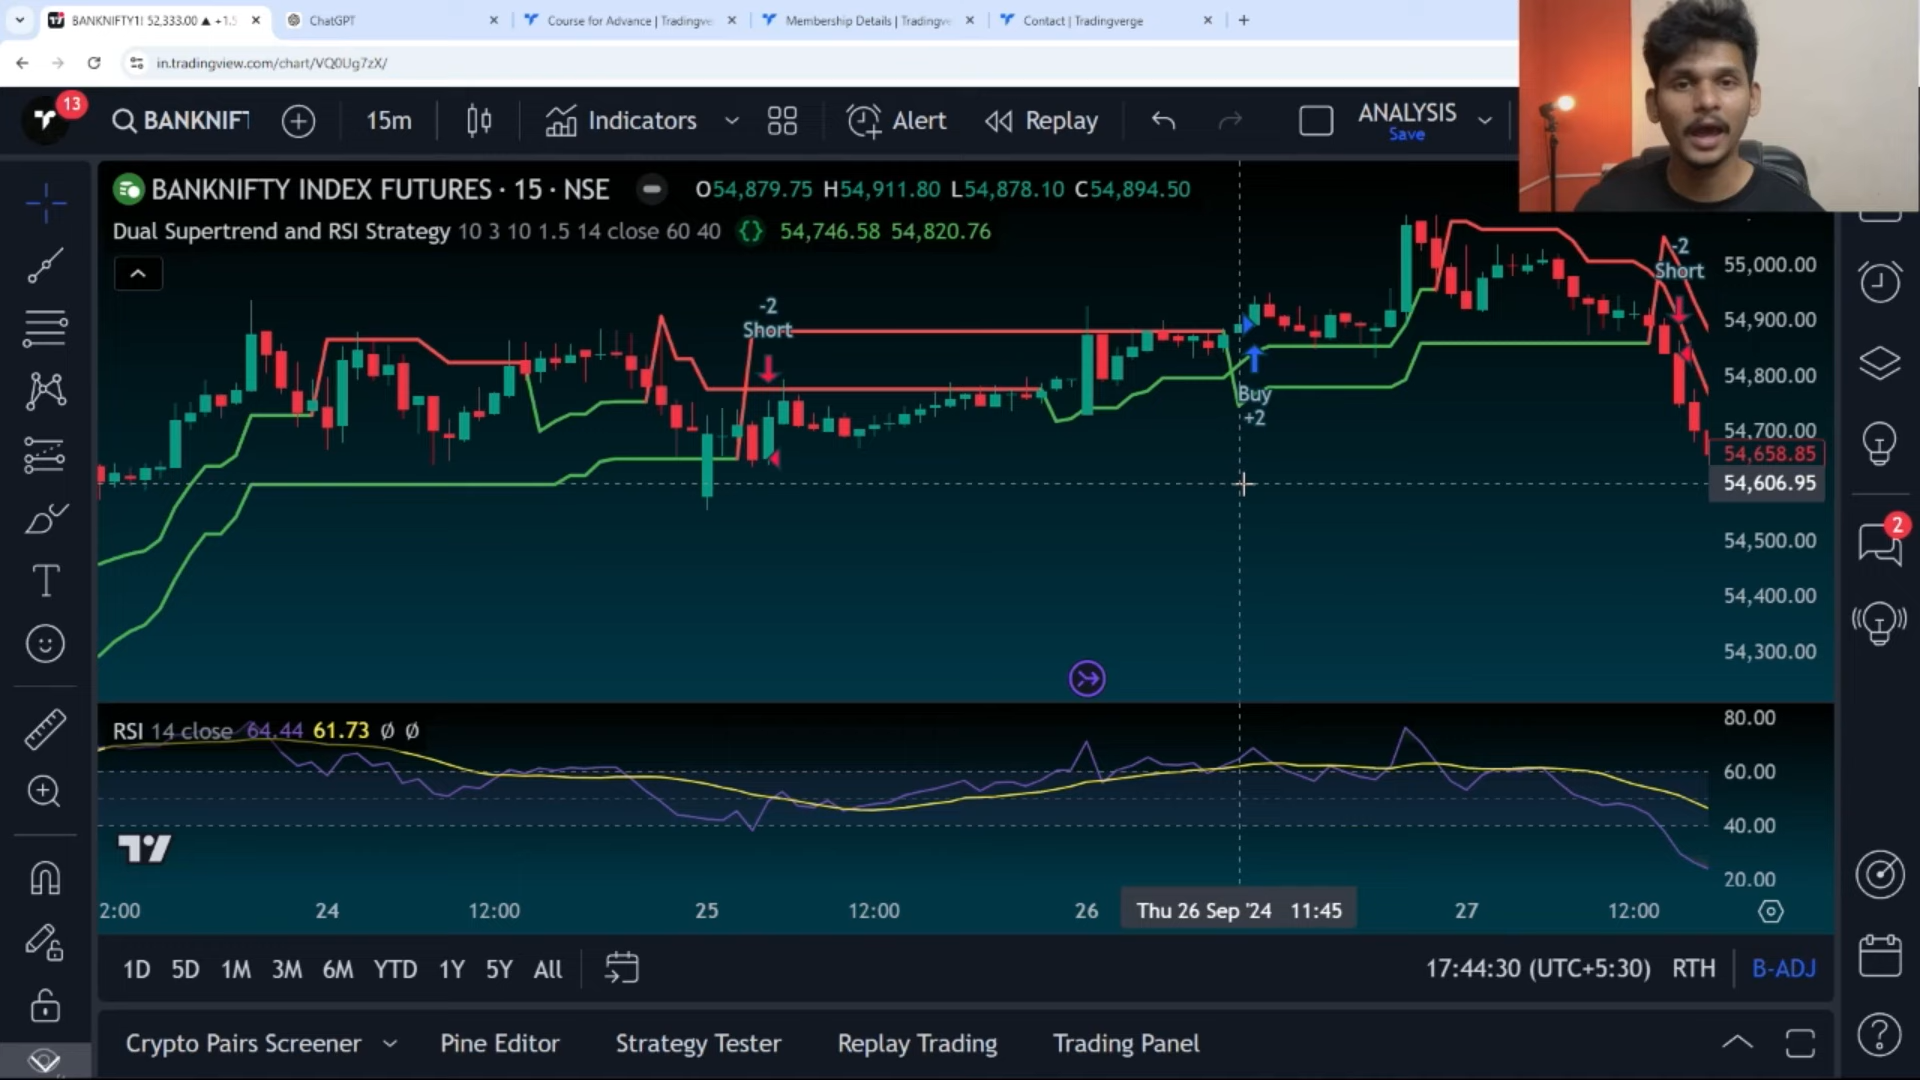 BANKNIFTY1! 52,333.00 ▲ +1.5
ChatGPT
Course for Advance | Tradingve
Membership Details | Tradingve
Contact | Tradingverge
in.tradingview.com/chart/VQ0Ug7zX/
13
BANKNIFT
15m
Indicators
Alert
Replay
ANALYSIS
Save
BANKNIFTY INDEX FUTURES · 15 · NSE
O54,879.75 H54,911.80 L54,878.10 C54,894.50
Dual Supertrend and RSI Strategy 10 3 10 1.5 14 close 60 40 {} 54,746.58 54,820.76
-2
Short
-2
Short
Buy
+2
55,000.00
54,900.00
54,800.00
54,700.00
54,658.85
54,606.95
54,500.00
54,400.00
54,300.00
2
RSI 14 close 64.44 61.73 Ø Ø
80.00
60.00
40.00
20.00
2:00
24
12:00
25
12:00
26
Thu 26 Sep '24 11:45
27
12:00
1D 5D 1M 3M 6M YTD 1Y 5Y All
17:44:30 (UTC+5:30) RTH B-ADJ
Crypto Pairs Screener
Pine Editor
Strategy Tester
Replay Trading
Trading Panel